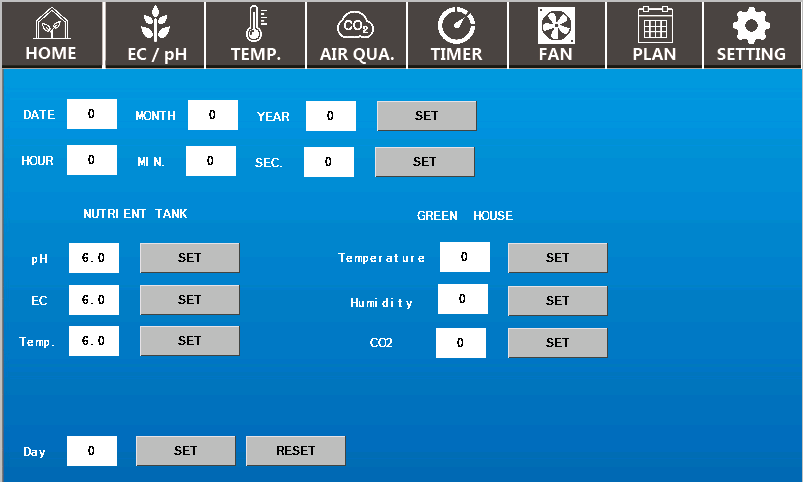 HOME EC / pH TEMP. CO₂ AIR QUA. TIMER FAN PLAN SETTING
DATE 0 MONTH 0 YEAR 0 SET
HOUR 0 MIN. 0 SEC. 0 SET
NUTRIENT TANK GREEN HOUSE
pH 6.0 SET Temperature 0 SET
EC 6.0 SET Humidity 0 SET
Temp. 6.0 SET CO2 0 SET
Day 0 SET RESET